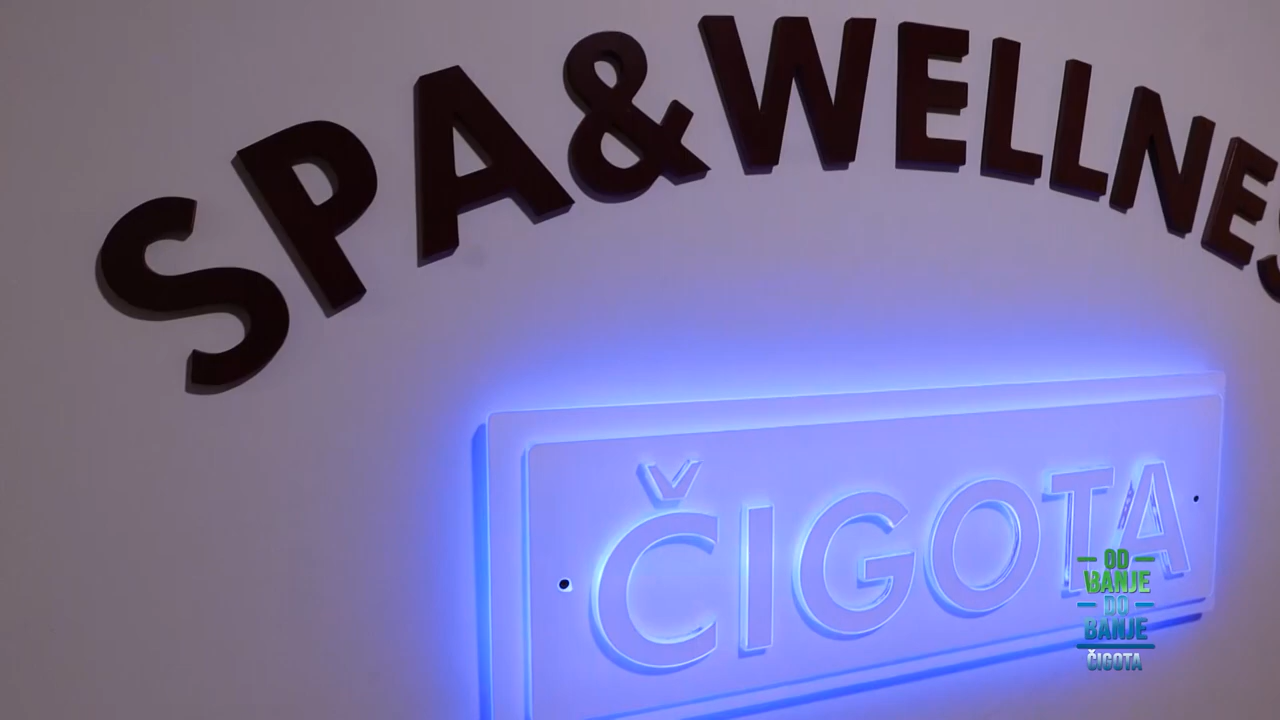 SPA&WELLNES
ČIGOTA
OD
BANJE
DO
BANJE
ČIGOTA